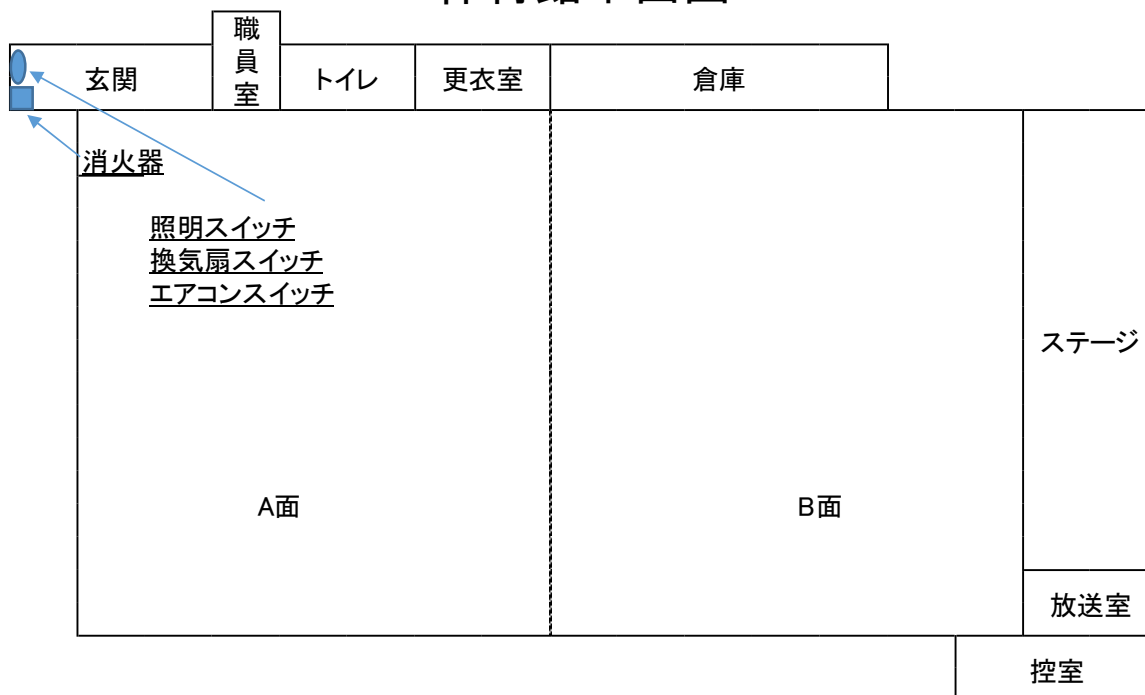 職員室
玄関
トイレ
更衣室
倉庫
消火器
照明スイッチ
換気扇スイッチ
エアコンスイッチ
ステージ
A面
B面
放送室
控室